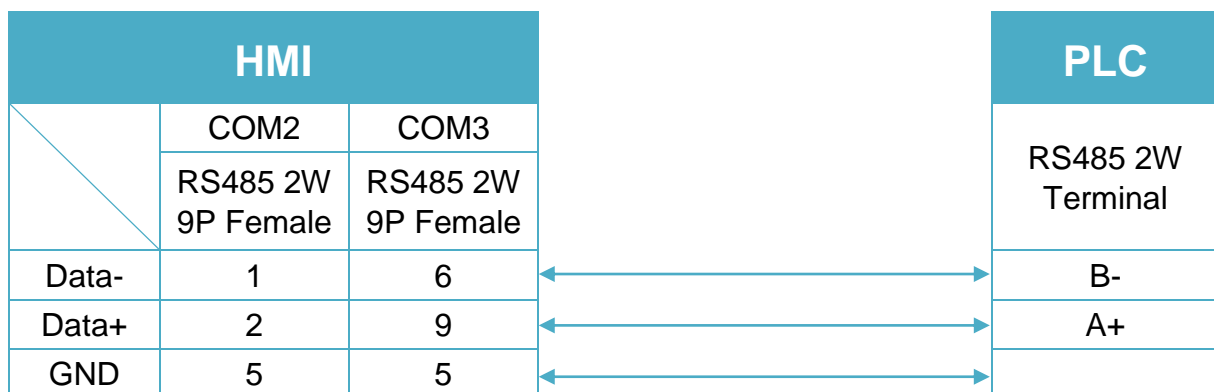 HMI PLC
COM2 COM3
RS485 2W
9P Female
RS485 2W
9P Female
RS485 2W
Terminal
Data- 1 6 B-
Data+ 2 9 A+
GND 5 5